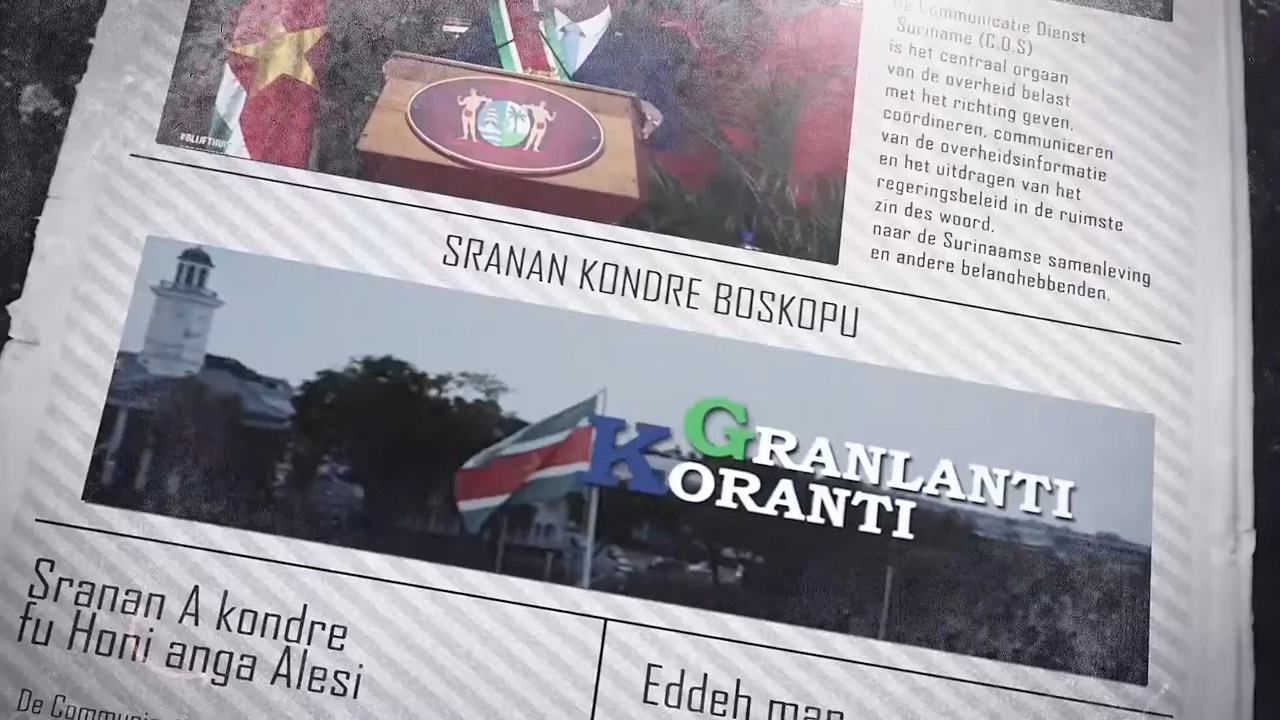 De Communicatie Dienst
Suriname (C.D.S)
is het centraal orgaan
van de overheid belast
met het richting geven,
coördineren, communiceren
van de overheidsinformatie
en het uitdragen van het
regeringsbeleid in de ruimste
zin des woord,
naar de Surinaamse samenleving
en andere belanghebbenden.
SRANAN KONDRE BOSKOPU
GRANLANTI
KORANTI
Sranan A kondre
fu Honi anga Alesi
Eddeh man
De